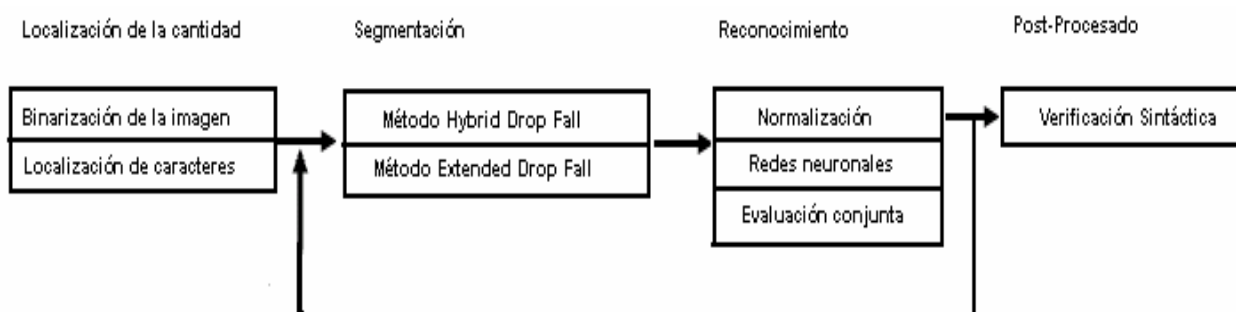 Localización de la cantidad
Segmentación
Reconocimiento
Post-Procesado
Binarización de la imagen
Localización de caracteres
Método Hybrid Drop Fall
Método Extended Drop Fall
Normalización
Redes neuronales
Evaluación conjunta
Verificación Sintáctica